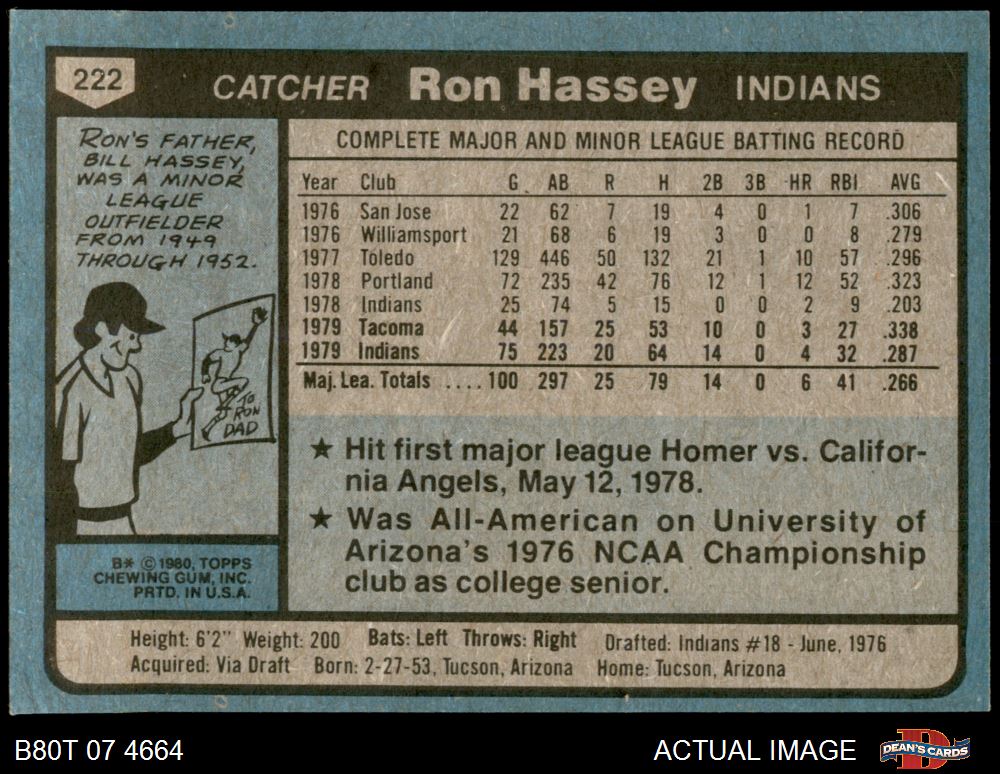 222
CATCHER Ron Hassey INDIANS
RON'S FATHER,
BILL HASSEY,
WAS A MINOR
LEAGUE
OUTFIELDER
FROM 1949
THROUGH 1952.
TO
RON
DAD
B* © 1980, TOPPS
CHEWING GUM, INC.
PRTD. IN U.S.A.
COMPLETE MAJOR AND MINOR LEAGUE BATTING RECORD
Year Club G AB R H 2B 3B HR RBI AVG
1976 San Jose 22 62 7 19 4 0 1 7 .306
1976 Williamsport 21 68 6 19 3 0 0 8 .279
1977 Toledo 129 446 50 132 21 1 10 57 .296
1978 Portland 72 235 42 76 12 1 12 52 .323
1978 Indians 25 74 5 15 0 0 2 9 .203
1979 Tacoma 44 157 25 53 10 0 3 27 .338
1979 Indians 75 223 20 64 14 0 4 32 .287
Maj. Lea. Totals .... 100 297 25 79 14 0 6 41 .266
★ Hit first major league Homer vs. Califor-
nia Angels, May 12, 1978.
★ Was All-American on University of
Arizona's 1976 NCAA Championship
club as college senior.
Height: 6'2" Weight: 200 Bats: Left Throws: Right Drafted: Indians #18 - June, 1976
Acquired: Via Draft Born: 2-27-53, Tucson, Arizona Home: Tucson, Arizona
B80T 07 4664 ACTUAL IMAGE DEAN'S CARDS